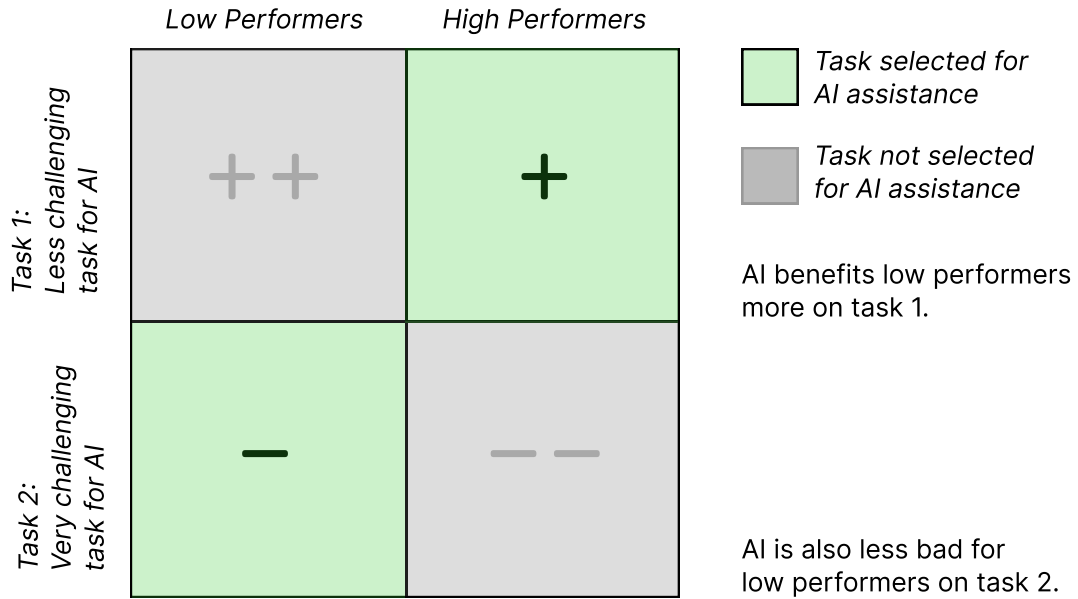 Low Performers
High Performers
Task 1:
Less challenging
task for AI
Task 2:
Very challenging
task for AI
Task selected for
AI assistance
Task not selected
for AI assistance
AI benefits low performers
more on task 1.
AI is also less bad for
low performers on task 2.